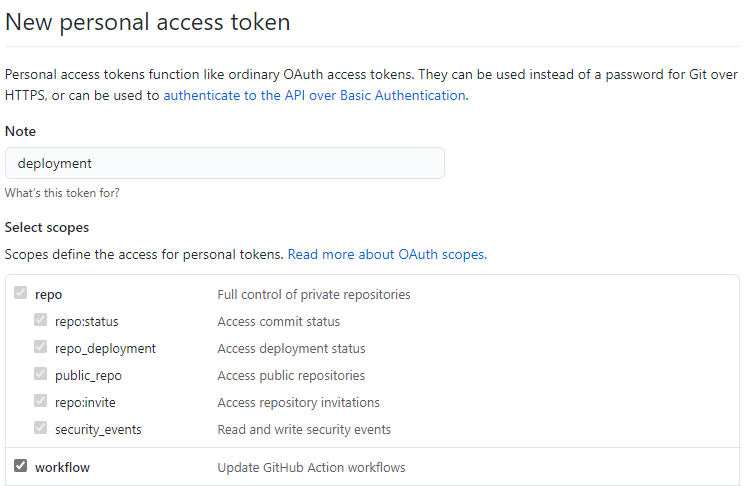 New personal access token
Personal access tokens function like ordinary OAuth access tokens. They can be used instead of a password for Git over
HTTPS, or can be used to authenticate to the API over Basic Authentication.
Note
deployment
What's this token for?
Select scopes
Scopes define the access for personal tokens. Read more about OAuth scopes.
repo Full control of private repositories
repo:status Access commit status
repo_deployment Access deployment status
public_repo Access public repositories
repo:invite Access repository invitations
security_events Read and write security events
workflow Update GitHub Action workflows